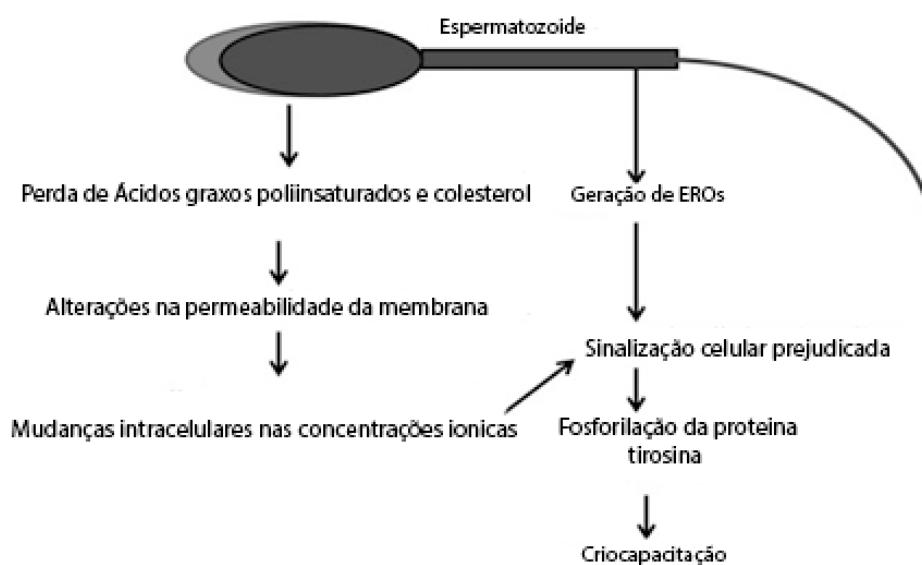 Espermatozoide
Perda de Ácidos graxos poliinsaturados e colesterol
Geração de EROs
Alterações na permeabilidade da membrana
Sinalização celular prejudicada
Mudanças intracelulares nas concentrações ionicas
Fosforilação da proteina
tirosina
Criocapacitação